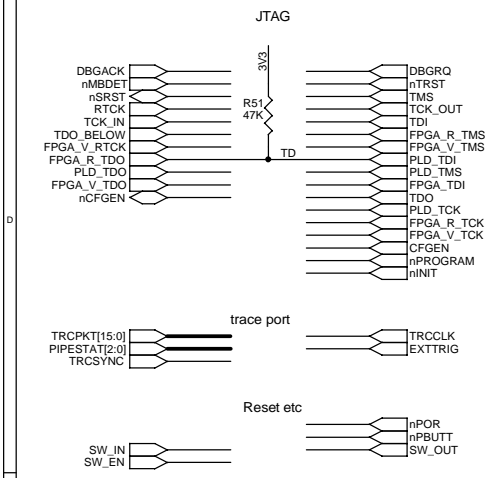 JTAG
3V3
R51
47K
TD
DBGACK
nMBDET
nSRST
RTCK
TCK_IN
TDO_BELOW
FPGA_V_RTCK
FPGA_R_TDO
PLD_TDO
FPGA_V_TDO
nCFGEN
DBGRQ
nTRST
TMS
TCK_OUT
TDI
FPGA_R_TMS
FPGA_V_TMS
PLD_TDI
PLD_TMS
FPGA_TDI
TDO
PLD_TCK
FPGA_R_TCK
FPGA_V_TCK
CFGEN
nPROGRAM
nINIT
D
trace port
TRCPKT[15:0]
PIPESTAT[2:0]
TRCSYNC
TRCCLK
EXTTRIG
Reset etc
SW_IN
SW_EN
nPOR
nPBUTT
SW_OUT